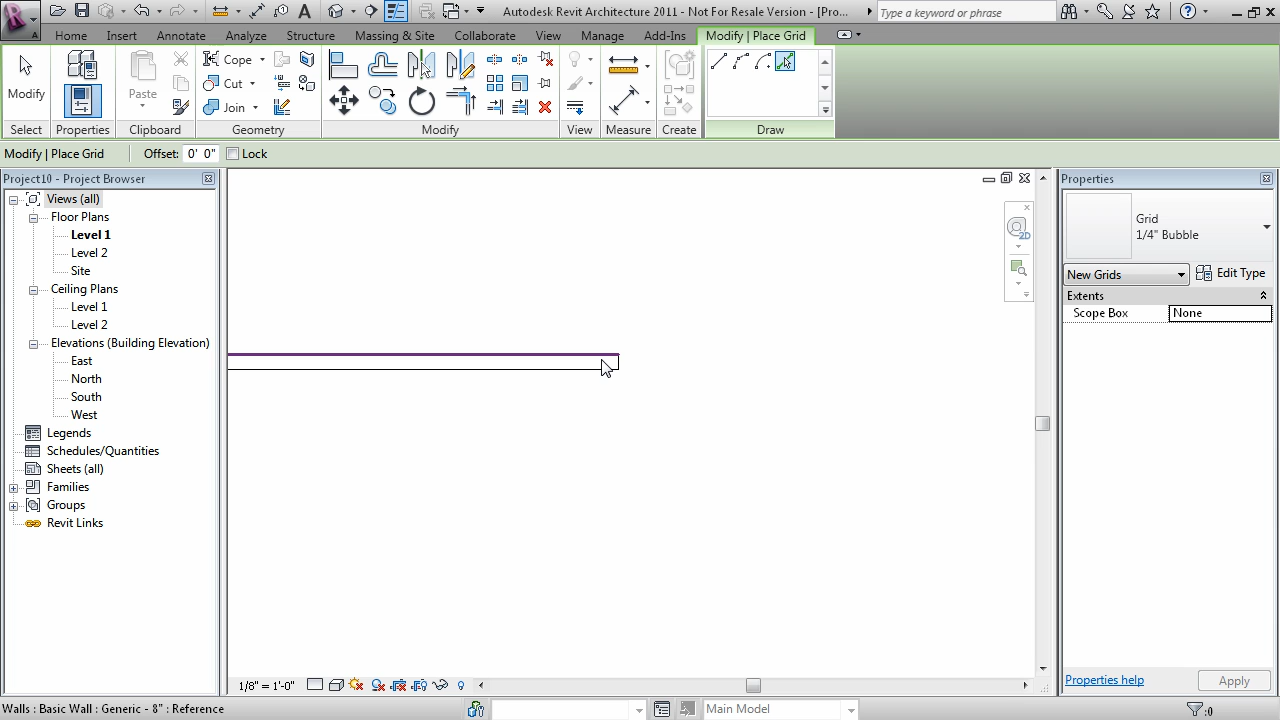 Autodesk Revit Architecture 2011 - Not For Resale Version - [Pro...
Type a keyword or phrase
Home
Insert
Annotate
Analyze
Structure
Massing & Site
Collaborate
View
Manage
Add-Ins
Modify | Place Grid
Modify
Paste
Cope
Cut
Join
Select
Properties
Clipboard
Geometry
Modify
View
Measure
Create
Draw
Modify | Place Grid
Offset: 0' 0"
Lock
Project10 - Project Browser
Views (all)
Floor Plans
Level 1
Level 2
Site
Ceiling Plans
Level 1
Level 2
Elevations (Building Elevation)
East
North
South
West
Legends
Schedules/Quantities
Sheets (all)
Families
Groups
Revit Links
2D
Properties
Grid
1/4" Bubble
New Grids
Edit Type
Extents
Scope Box
None
Properties help
Apply
1/8" = 1'-0"
Walls : Basic Wall : Generic - 8" : Reference
Main Model
:0